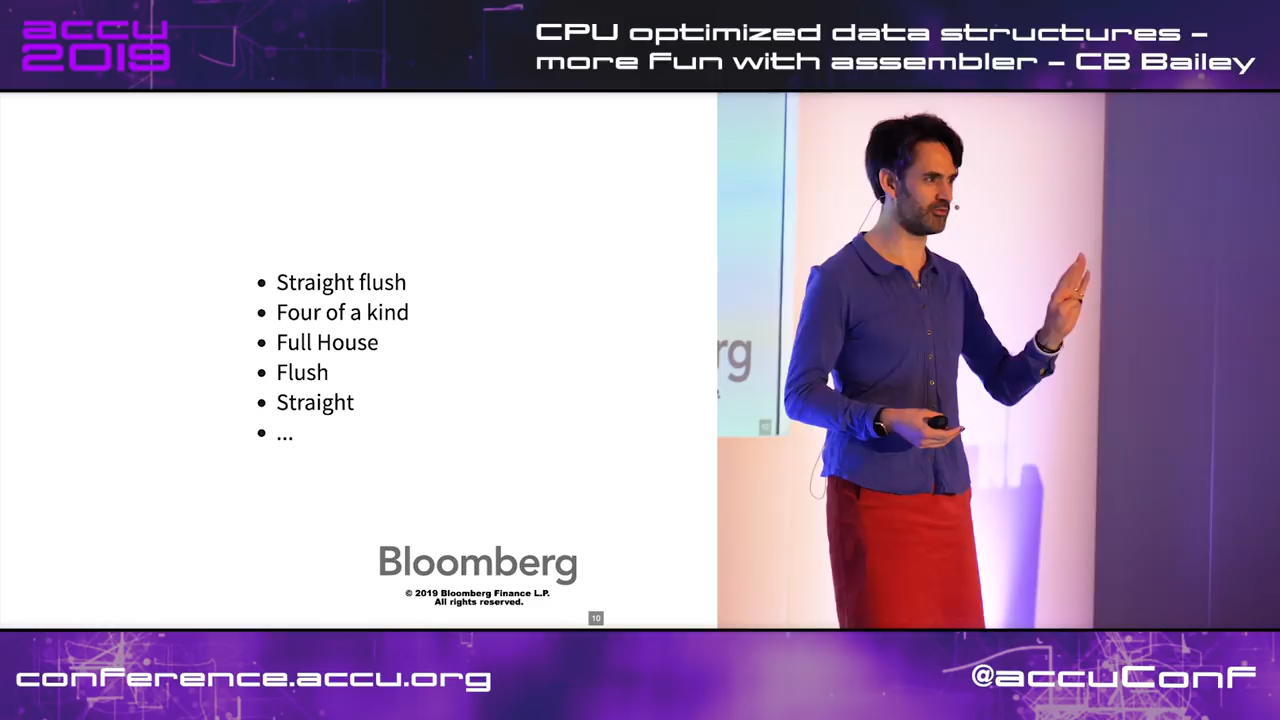 accu
2019
CPU optimized data structures –
more fun with assembler – CB Bailey
• Straight flush
• Four of a kind
• Full House
• Flush
• Straight
• ...
Bloomberg
© 2019 Bloomberg Finance L.P.
All rights reserved.
10
rg
10
conference.accu.org
@accuConf